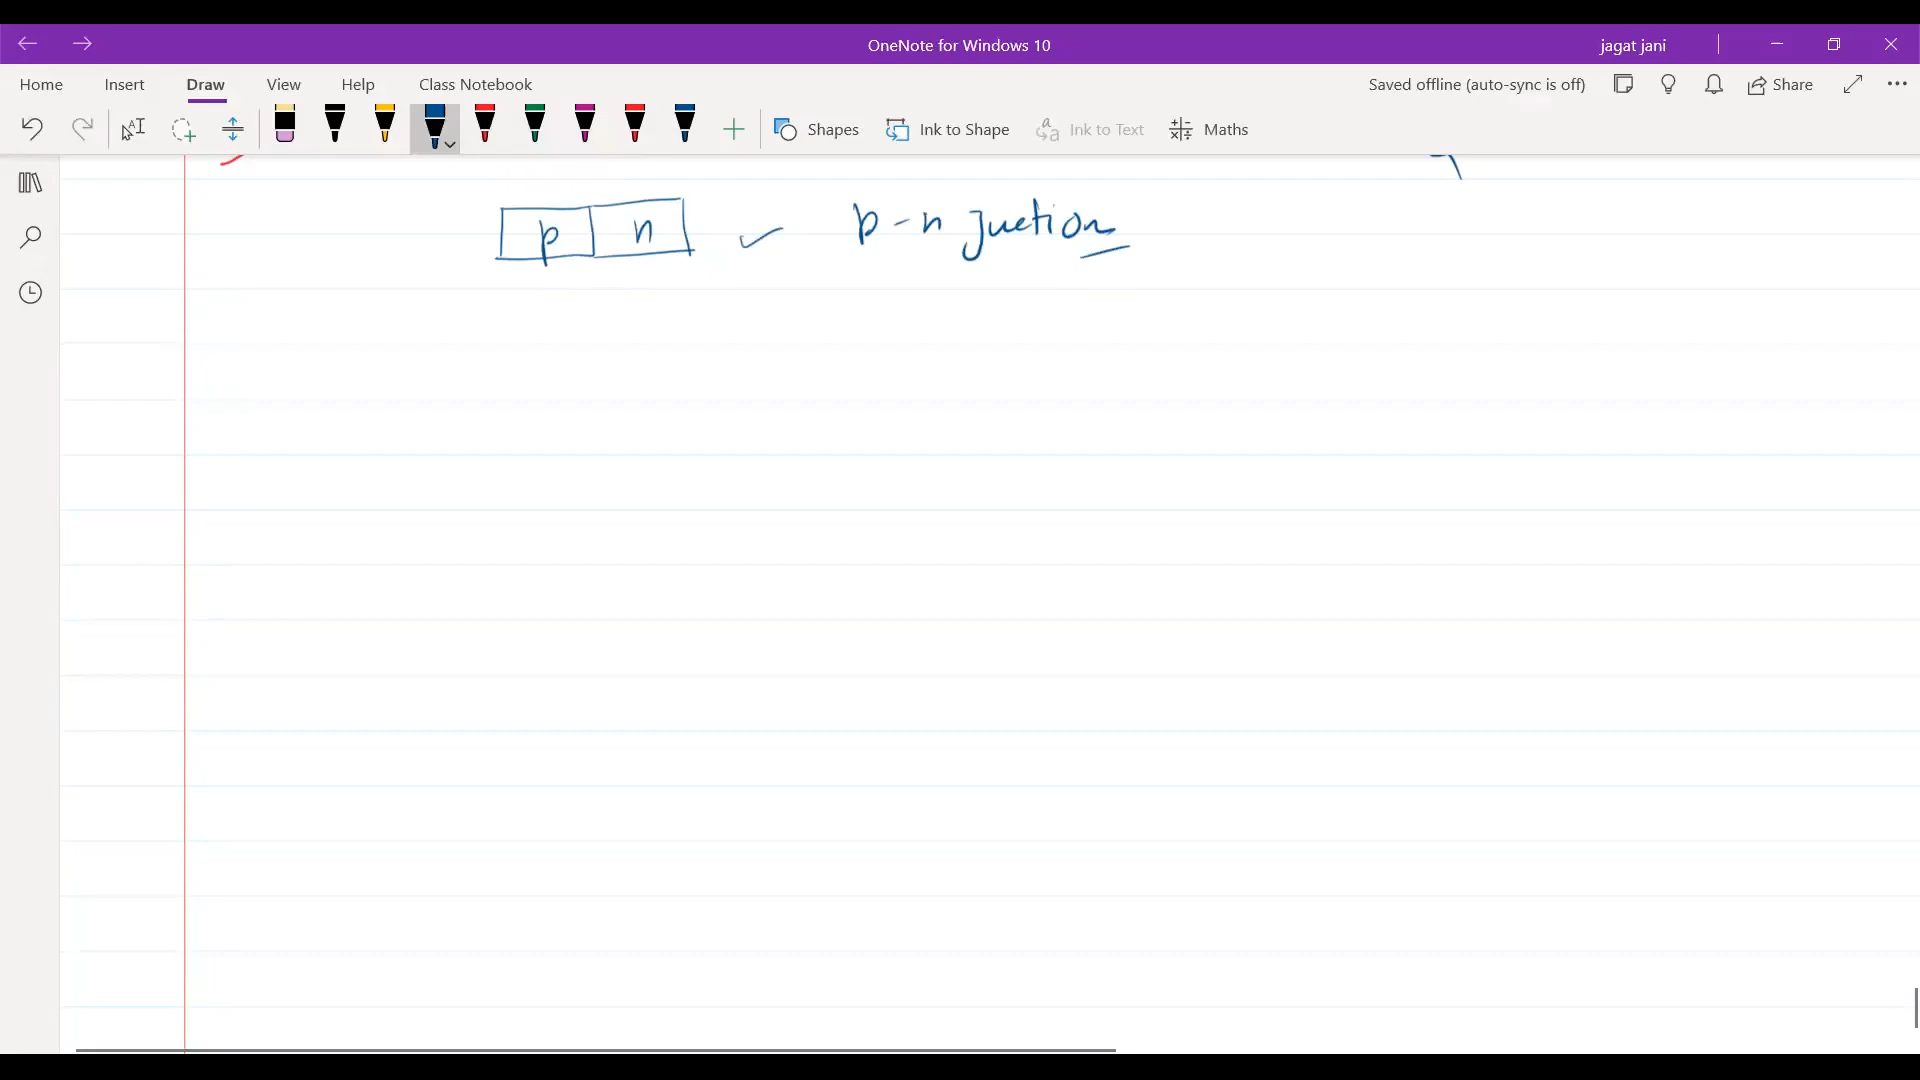 OneNote for Windows 10
jagat jani
Home Insert Draw View Help Class Notebook
Saved offline (auto-sync is off) Share
Shapes Ink to Shape Ink to Text Maths
p n p-n juction